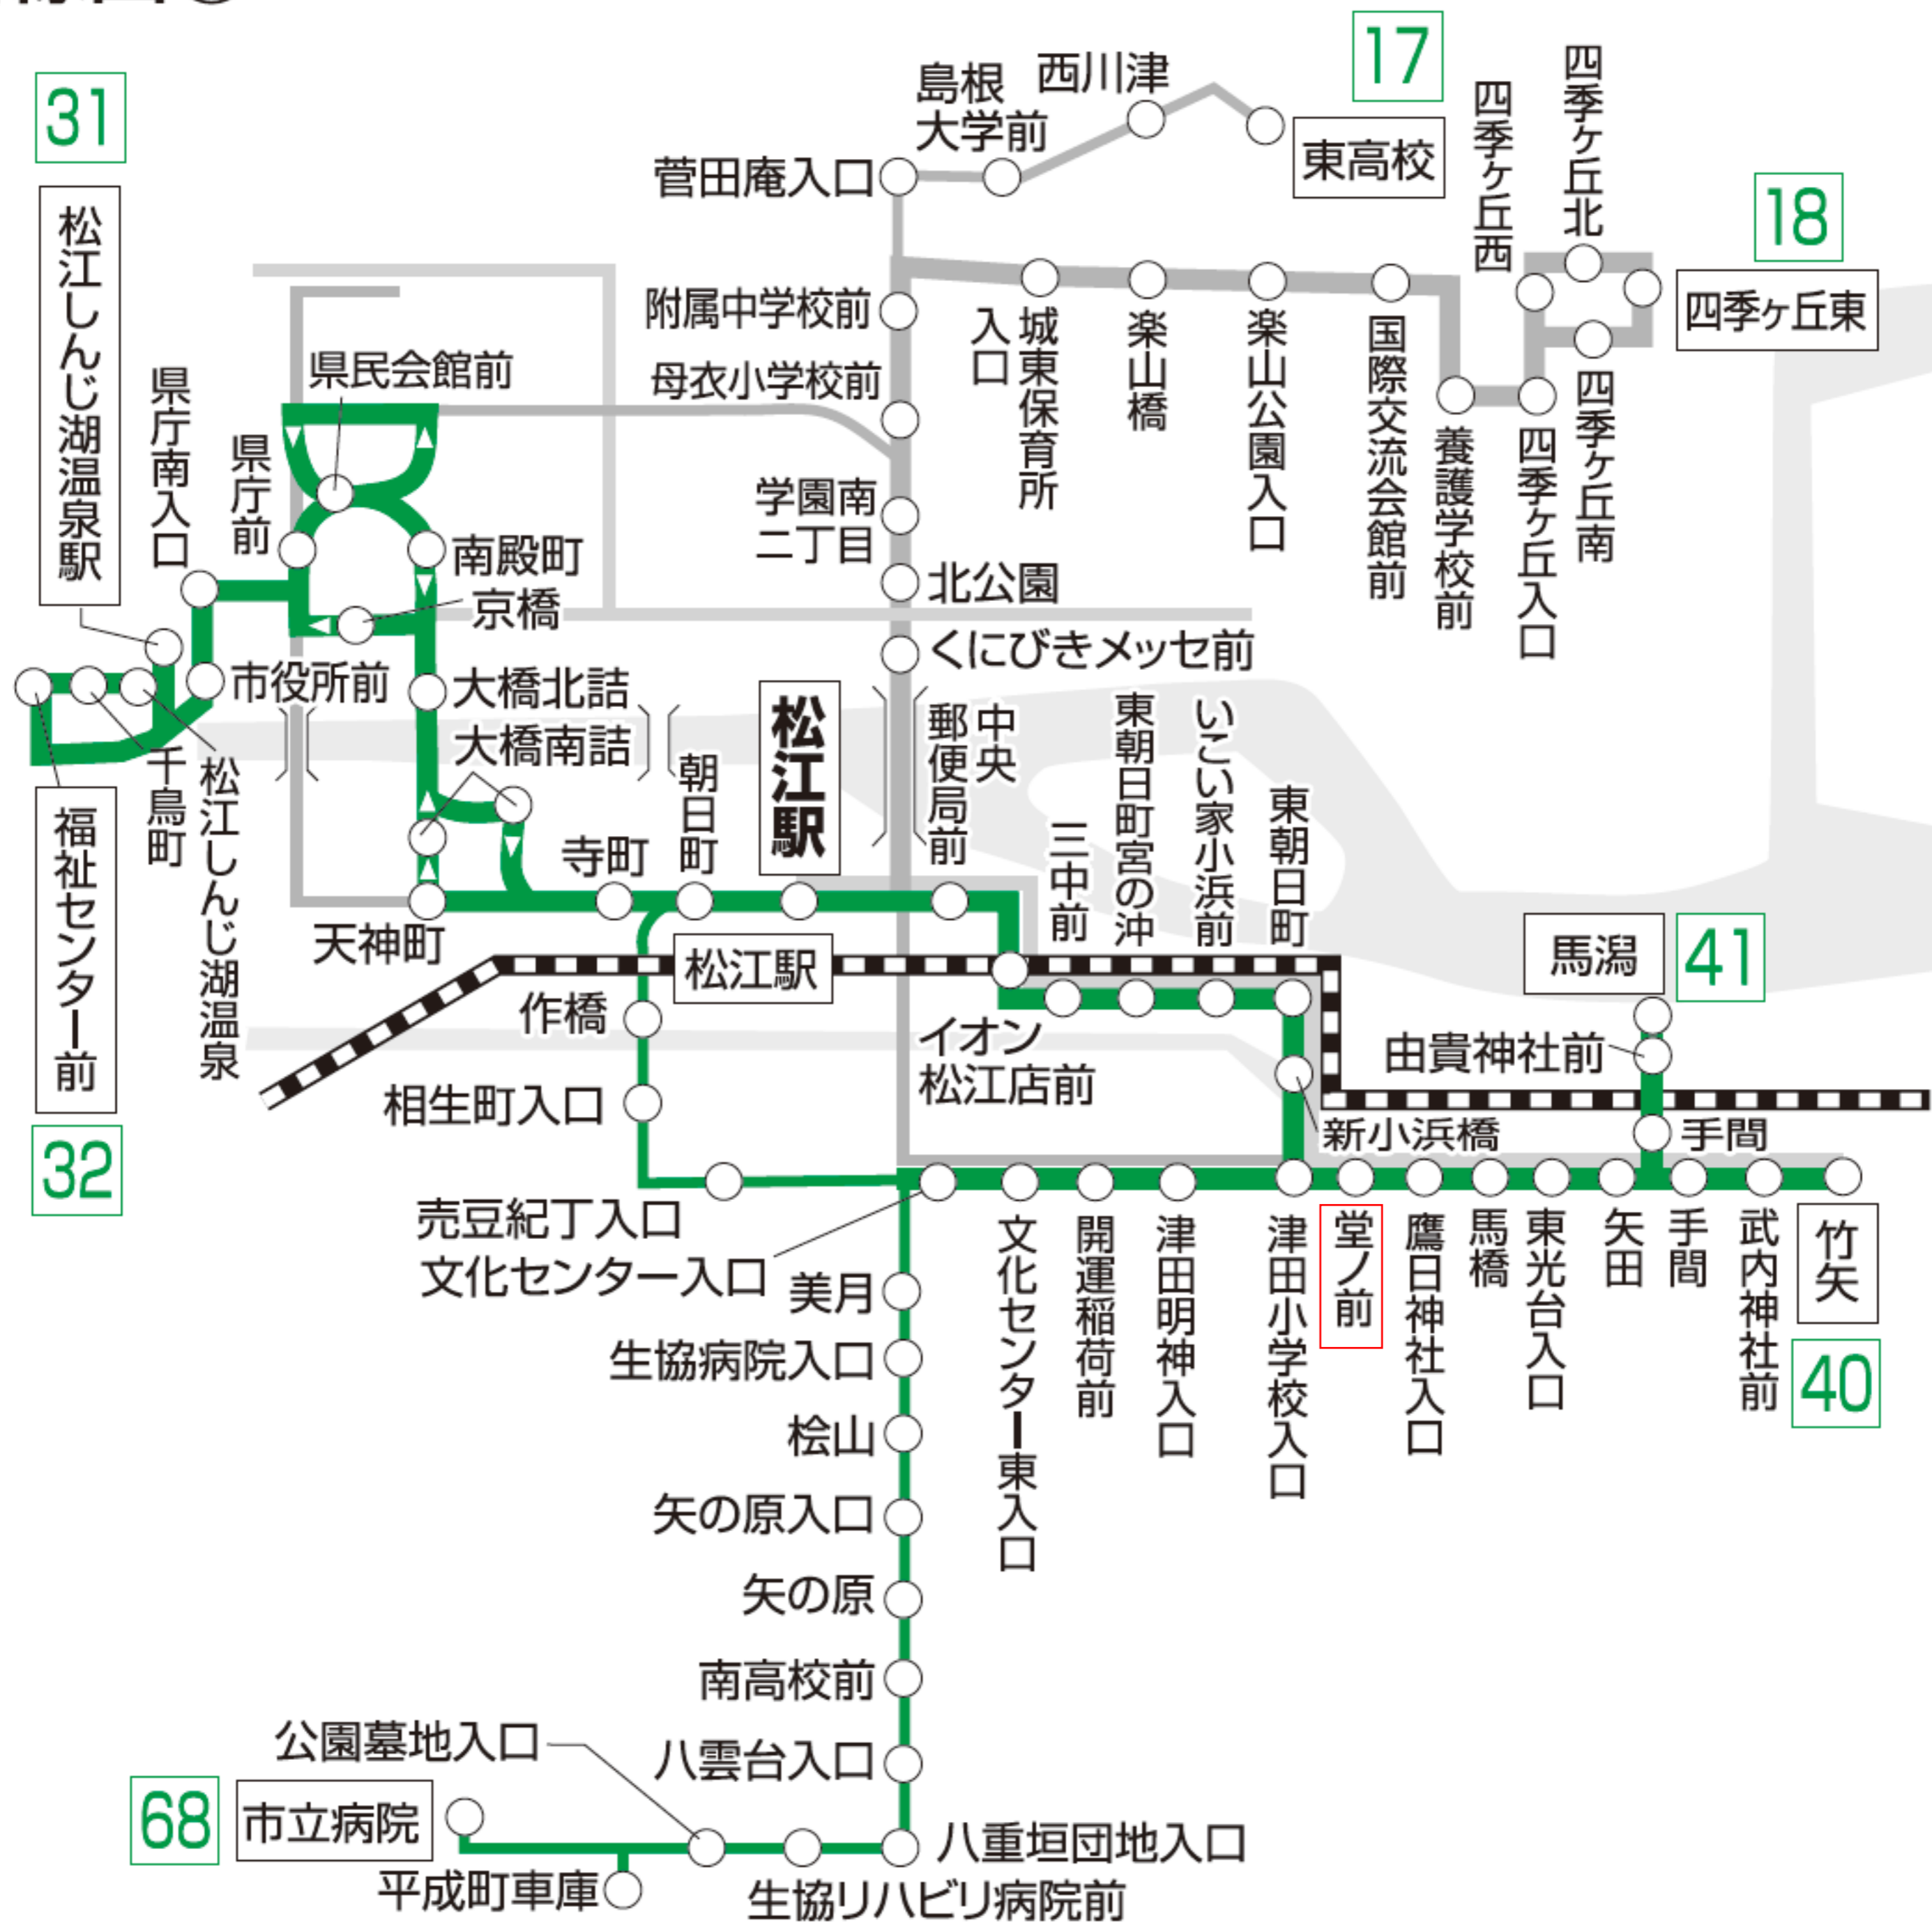 17
島根
大学前
西川津
東高校
菅田庵入口
31
松江しんじ湖温泉駅
四季ヶ丘西
四季ヶ丘北
18
四季ヶ丘東
四季ヶ丘南
四季ヶ丘入口
養護学校前
国際交流会館前
楽山公園入口
楽山橋
城東保育所
入口
附属中学校前
母衣小学校前
学園南
二丁目
北公園
くにびきメッセ前
県民会館前
県庁前
県庁南入口
南殿町
京橋
市役所前
大橋北詰
大橋南詰
千鳥町
松江しんじ湖温泉
福祉センター前
32
天神町
寺町
朝日町
松江駅
中央
郵便局前
三中前
東朝日町宮の沖
いこい家小浜前
東朝日町
松江駅
イオン
松江店前
新小浜橋
馬潟
41
由貴神社前
手間
作橋
相生町入口
売豆紀丁入口
文化センター入口
文化センター東入口
開運稲荷前
津田明神入口
津田小学校入口
堂ノ前
鷹日神社入口
馬橋
東光台入口
矢田
手間
武内神社前
竹矢
40
美月
生協病院入口
桧山
矢の原入口
矢の原
南高校前
八雲台入口
八重垣団地入口
生協リハビリ病院前
公園墓地入口
平成町車庫
市立病院
68